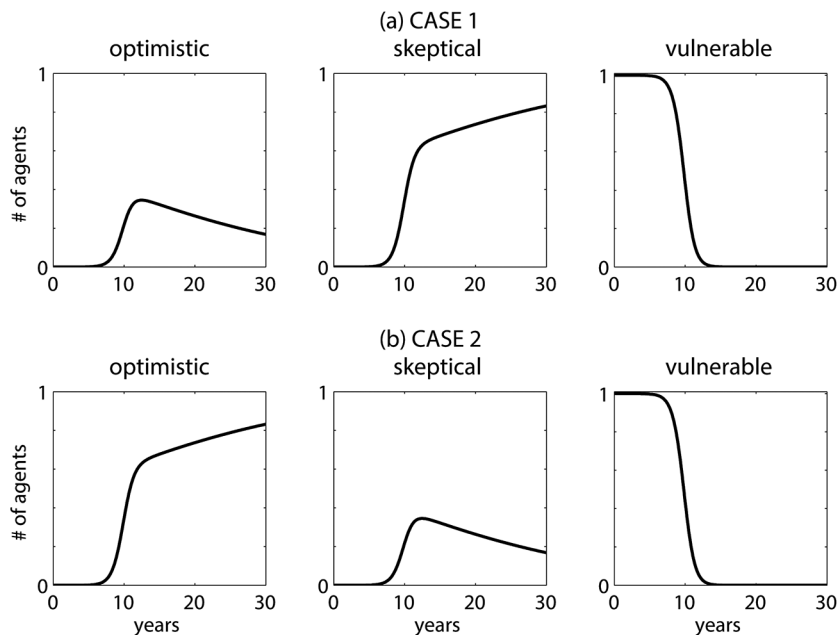 (a) CASE 1
optimistic skeptical vulnerable
# of agents
1 1 1
0 0 0
0 10 20 30 0 10 20 30 0 10 20 30
(b) CASE 2
optimistic skeptical vulnerable
# of agents
1 1 1
0 0 0
0 10 20 30 0 10 20 30 0 10 20 30
years years years